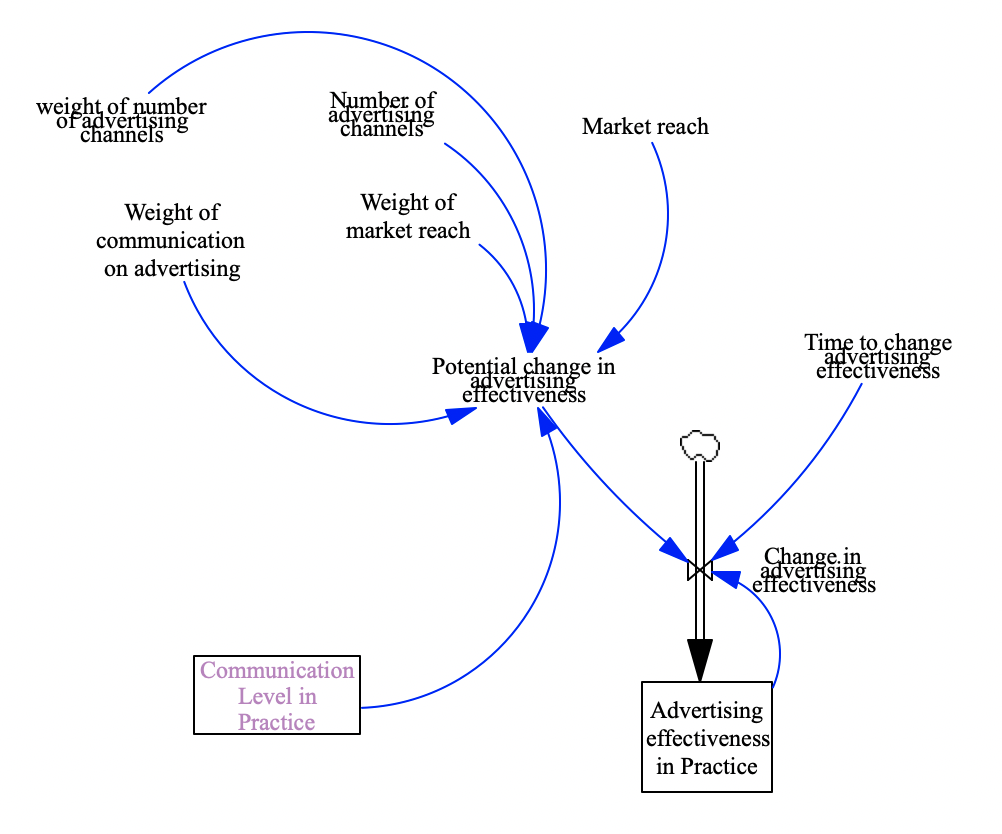 weight of number
of advertising
channels
Number of
advertising
channels
Market reach
Weight of
communication
on advertising
Weight of
market reach
Potential change in
advertising
effectiveness
Time to change
advertising
effectiveness
Change in
advertising
effectiveness
Communication
Level in
Practice
Advertising
effectiveness
in Practice